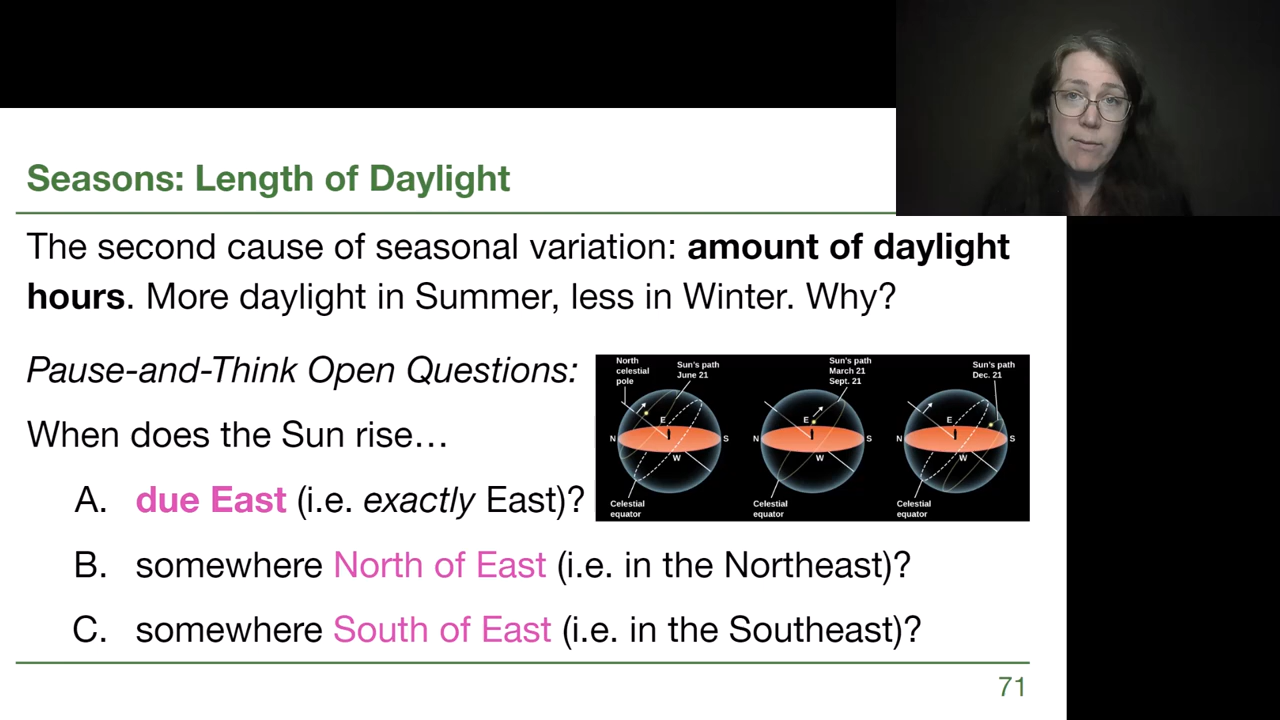 Seasons: Length of Daylight
The second cause of seasonal variation: amount of daylight
hours. More daylight in Summer, less in Winter. Why?
Pause-and-Think Open Questions:
When does the Sun rise…
A. due East (i.e. exactly East)?
B. somewhere North of East (i.e. in the Northeast)?
C. somewhere South of East (i.e. in the Southeast)?
North
celestial
pole
Sun's path
June 21
E
N
S
W
Celestial
equator
Sun's path
March 21
Sept. 21
E
N
S
W
Celestial
equator
Sun's path
Dec. 21
E
N
S
W
Celestial
equator
71